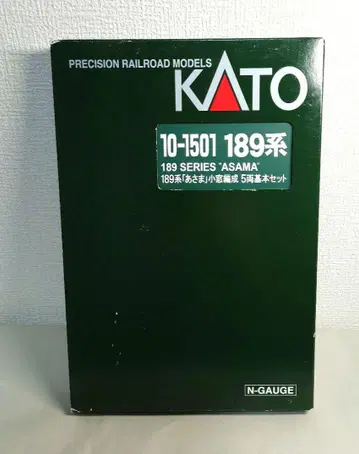 PRECISION RAILROAD MODELS
KATO
10-1501 189系
189 SERIES "ASAMA"
189系「あさま」小窓編成 5両基本セット
N-GAUGE